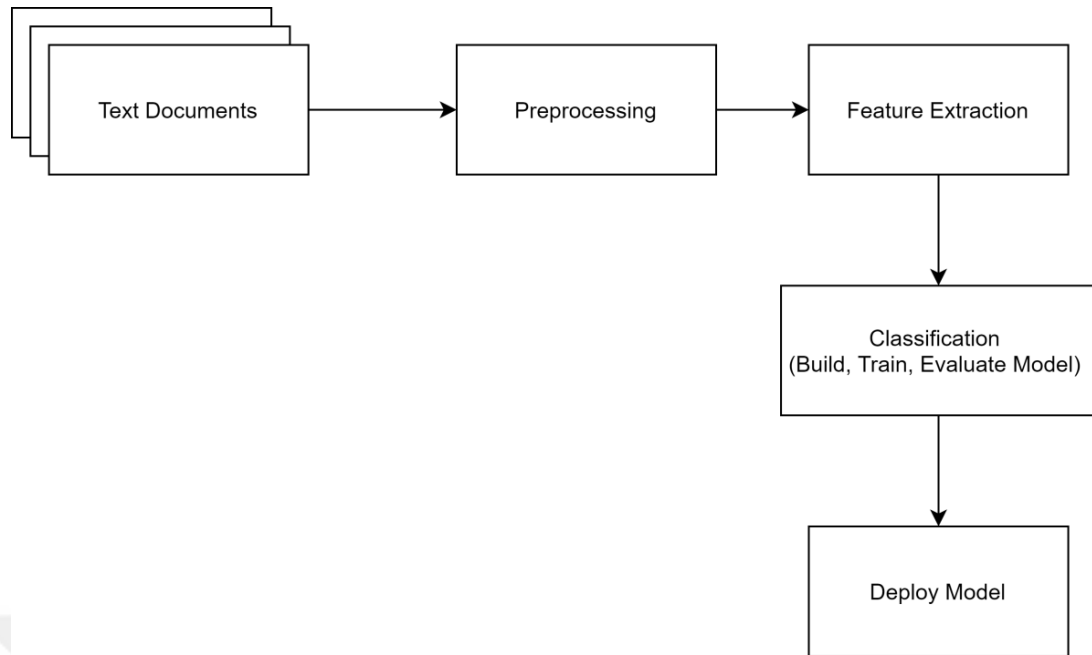 Text Documents
Preprocessing
Feature Extraction
Classification
(Build, Train, Evaluate Model)
Deploy Model